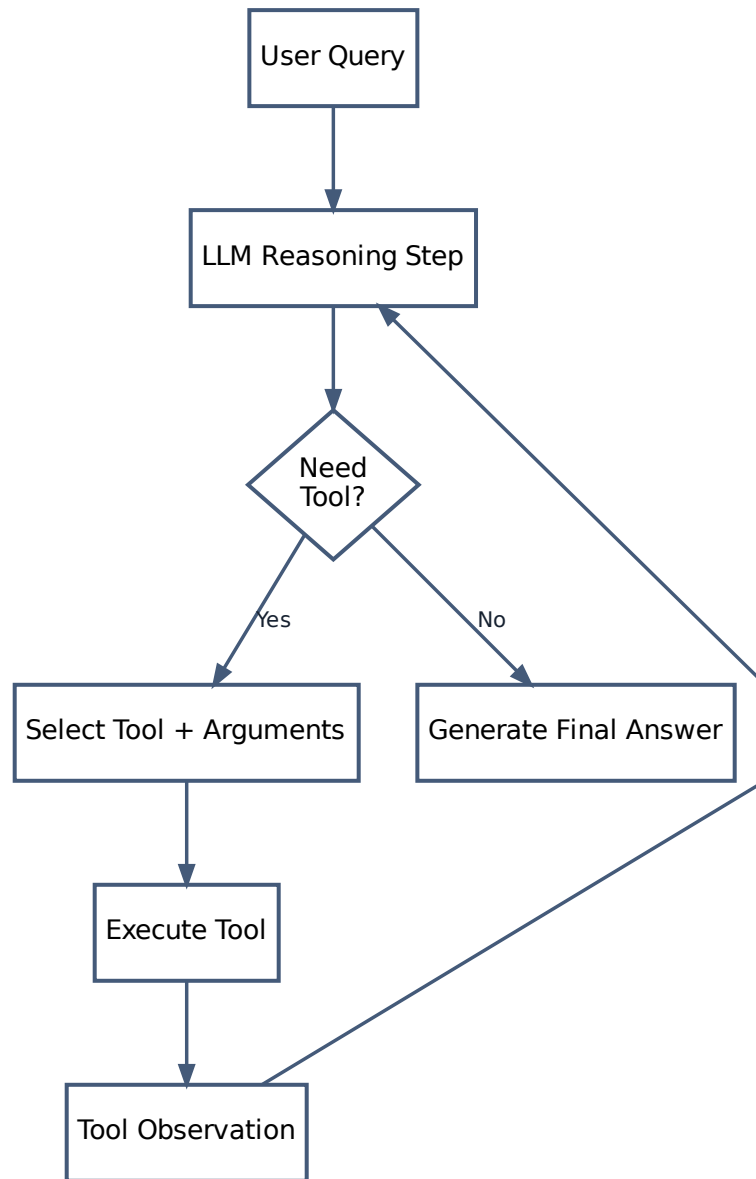 User Query
LLM Reasoning Step
Need
Tool?
Yes
No
Select Tool + Arguments
Generate Final Answer
Execute Tool
Tool Observation